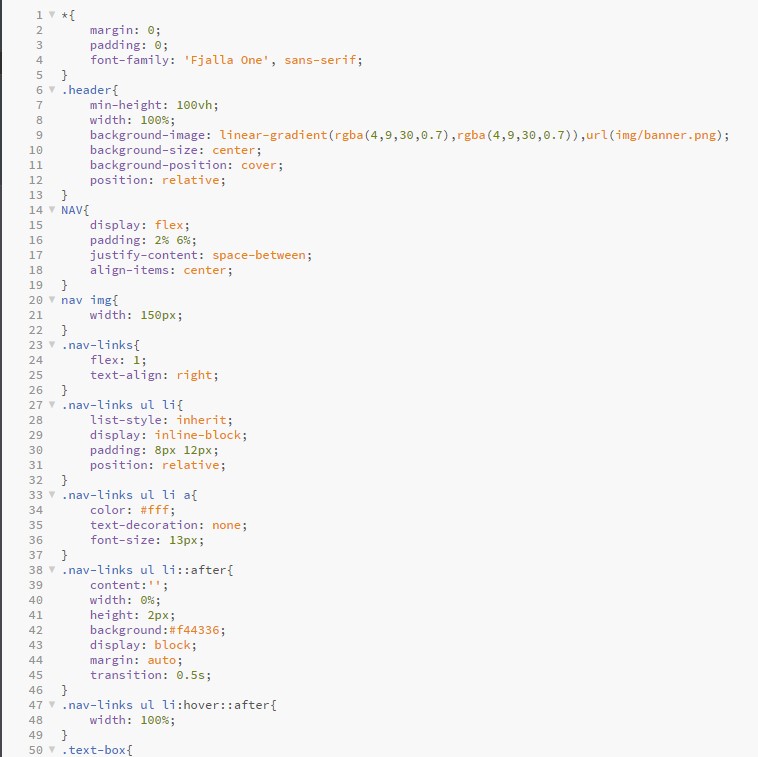 1 *{
2 margin: 0;
3 padding: 0;
4 font-family: 'Fjalla One', sans-serif;
5 }
6 .header{
7 min-height: 100vh;
8 width: 100%;
9 background-image: linear-gradient(rgba(4,9,30,0.7),rgba(4,9,30,0.7)),url(img/banner.png);
10 background-size: center;
11 background-position: cover;
12 position: relative;
13 }
14 NAV{
15 display: flex;
16 padding: 2% 6%;
17 justify-content: space-between;
18 align-items: center;
19 }
20 nav img{
21 width: 150px;
22 }
23 .nav-links{
24 flex: 1;
25 text-align: right;
26 }
27 .nav-links ul li{
28 list-style: inherit;
29 display: inline-block;
30 padding: 8px 12px;
31 position: relative;
32 }
33 .nav-links ul li a{
34 color: #fff;
35 text-decoration: none;
36 font-size: 13px;
37 }
38 .nav-links ul li::after{
39 content:'';
40 width: 0%;
41 height: 2px;
42 background:#f44336;
43 display: block;
44 margin: auto;
45 transition: 0.5s;
46 }
47 .nav-links ul li:hover::after{
48 width: 100%;
49 }
50 .text-box{